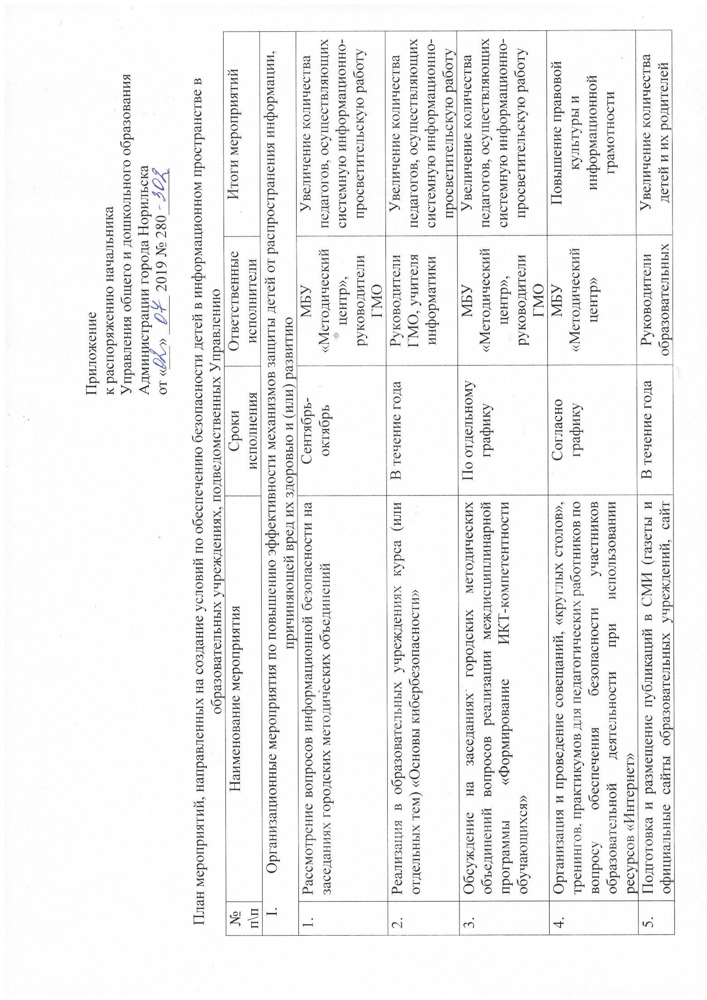 Приложение
к распоряжению начальника
Управления общего и дошкольного образования
Администрации города Норильска
от «02» 07 2019 № 280 - 302
План мероприятий, направленных на создание условий по обеспечению безопасности детей в информационном пространстве в
образовательных учреждениях, подведомственных Управлению
№
п\п
Наименование мероприятия
Сроки
исполнения
Ответственные
исполнители
Итоги мероприятий
I. Организационные мероприятия по повышению эффективности механизмов защиты детей от распространения информации,
причиняющей вред их здоровью и (или) развитию
1.
Рассмотрение вопросов информационной безопасности на
заседаниях городских методических объединений
Сентябрь-
октябрь
МБУ
«Методический
центр»,
руководители
ГМО
Увеличение количества
педагогов, осуществляющих
системную информационно-
просветительскую работу
2.
Реализация в образовательных учреждениях курса (или
отдельных тем) «Основы кибербезопасности»
В течение года
Руководители
ГМО, учителя
информатики
Увеличение количества
педагогов, осуществляющих
системную информационно-
просветительскую работу
3.
Обсуждение на заседаниях городских методических
объединений вопросов реализации междисциплинарной
программы «Формирование ИКТ-компетентности
обучающихся»
По отдельному
графику
МБУ
«Методический
центр»,
руководители
ГМО
Увеличение количества
педагогов, осуществляющих
системную информационно-
просветительскую работу
4.
Организация и проведение совещаний, «круглых столов»,
тренингов, практикумов для педагогических работников по
вопросу обеспечения безопасности участников
образовательной деятельности при использовании
ресурсов «Интернет»
Согласно
графику
МБУ
«Методический
центр»
Повышение правовой
культуры и
информационной
грамотности
5.
Подготовка и размещение публикаций в СМИ (газеты и
официальные сайты образовательных учреждений, сайт
В течение года
Руководители
образовательных
Увеличение количества
детей и их родителей